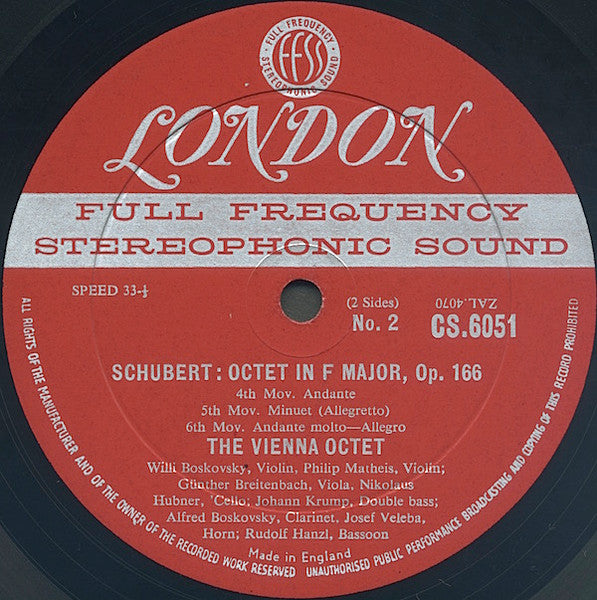 FULL FREQUENCY
FFSS
STEREOPHONIC SOUND
LONDON
FULL FREQUENCY
STEREOPHONIC SOUND
SPEED 33-⅓
(2 Sides)
No. 2
ZAL.4070
CS.6051
SCHUBERT: OCTET IN F MAJOR, Op. 166
4th Mov. Andante
5th Mov. Minuet (Allegretto)
6th Mov. Andante molto—Allegro
THE VIENNA OCTET
Willi Boskovsky, Violin, Philip Matheis, Violin;
Günther Breitenbach, Viola, Nikolaus
Hubner, 'Cello; Johann Krump, Double bass;
Alfred Boskovsky, Clarinet, Josef Veleba,
Horn; Rudolf Hanzl, Bassoon
Made in England
ALL RIGHTS OF THE MANUFACTURER AND OF THE OWNER OF THE RECORDED WORK RESERVED UNAUTHORISED PUBLIC PERFORMANCE BROADCASTING AND COPYING OF THIS RECORD PROHIBITED